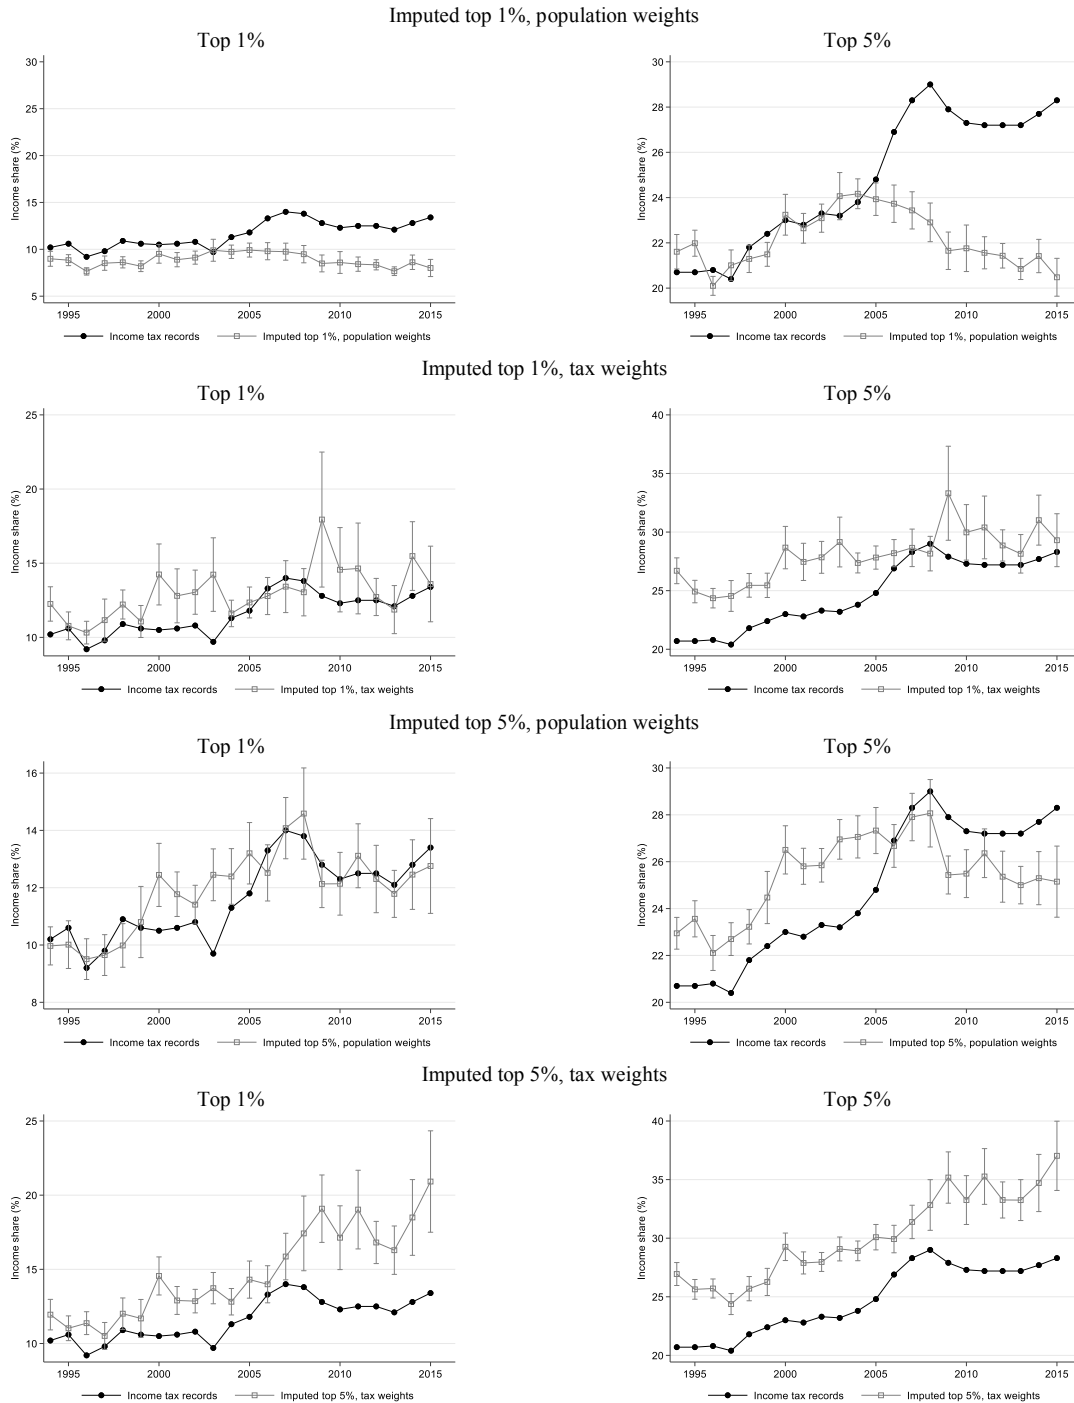 Imputed top 1%, population weights
Top 1%
Income share (%)
30
25
20
15
10
5
1995 2000 2005 2010 2015
Income tax records Imputed top 1%, population weights
Top 5%
Income share (%)
30
28
26
24
22
20
1995 2000 2005 2010 2015
Income tax records Imputed top 1%, population weights
Imputed top 1%, tax weights
Top 1%
Income share (%)
25
20
15
10
1995 2000 2005 2010 2015
Income tax records Imputed top 1%, tax weights
Top 5%
Income share (%)
40
35
30
25
20
1995 2000 2005 2010 2015
Income tax records Imputed top 1%, tax weights
Imputed top 5%, population weights
Top 1%
Income share (%)
16
14
12
10
8
1995 2000 2005 2010 2015
Income tax records Imputed top 5%, population weights
Top 5%
Income share (%)
30
28
26
24
22
20
1995 2000 2005 2010 2015
Income tax records Imputed top 5%, population weights
Imputed top 5%, tax weights
Top 1%
Income share (%)
25
20
15
10
1995 2000 2005 2010 2015
Income tax records Imputed top 5%, tax weights
Top 5%
Income share (%)
40
35
30
25
20
1995 2000 2005 2010 2015
Income tax records Imputed top 5%, tax weights